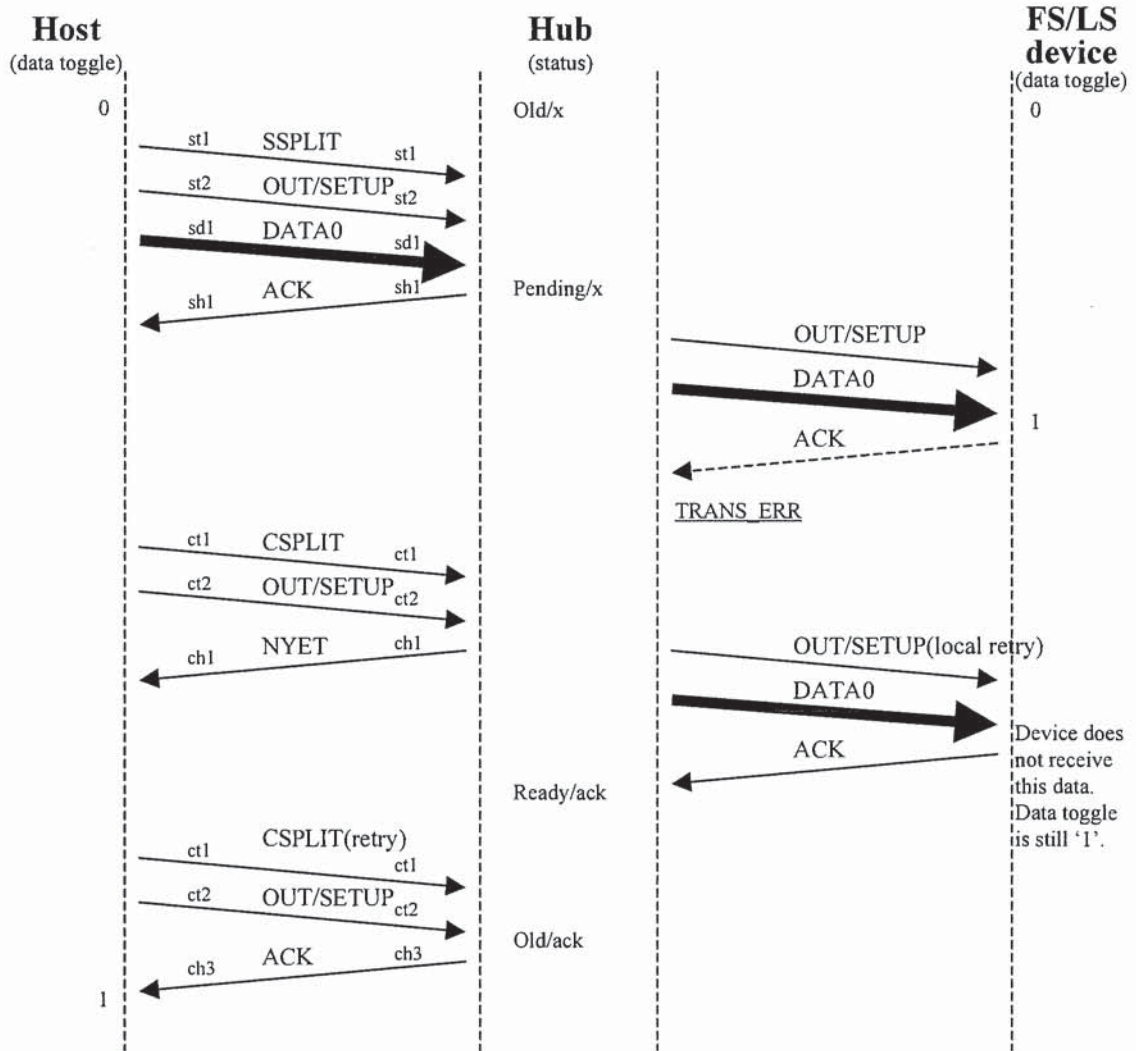 Host
(data toggle)
Hub
(status)
FS/LS
device
(data toggle)
0
Old/x
0
st1 SSPLIT st1
st2 OUT/SETUP st2
sd1 DATA0 sd1
sh1 ACK sh1
Pending/x
OUT/SETUP
DATA0
1
ACK
TRANS_ERR
ct1 CSPLIT ct1
ct2 OUT/SETUP ct2
ch1 NYET ch1
OUT/SETUP(local retry)
DATA0
ACK
Device does
not receive
this data.
Data toggle
is still ‘1’.
Ready/ack
ct1 CSPLIT(retry) ct1
ct2 OUT/SETUP ct2
Old/ack
ch3 ACK ch3
1